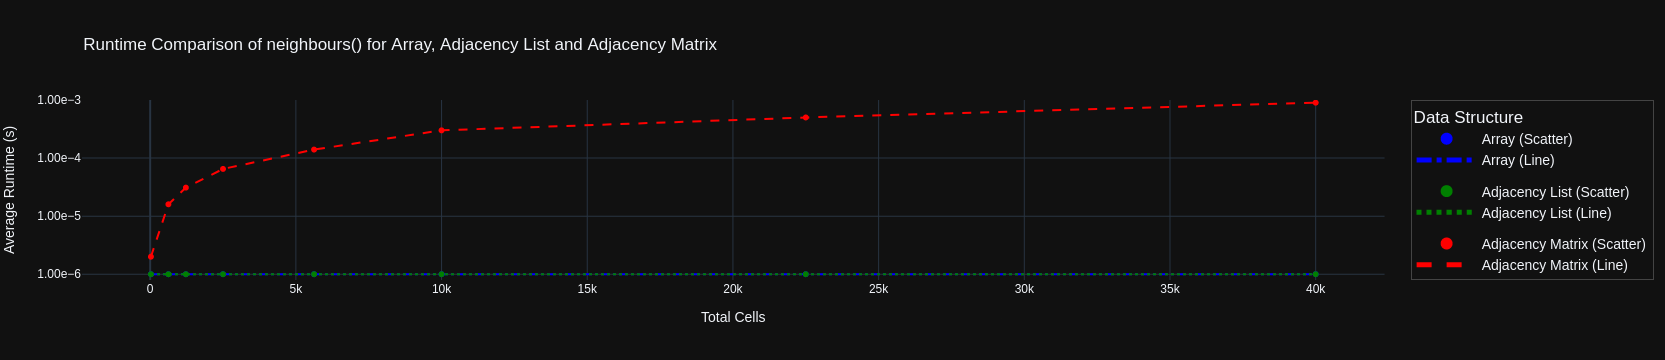 Runtime Comparison of neighbours() for Array, Adjacency List and Adjacency Matrix
Average Runtime (s)
1.00e−3
1.00e−4
1.00e−5
1.00e−6
0 5k 10k 15k 20k 25k 30k 35k 40k
Total Cells
Data Structure
Array (Scatter)
Array (Line)
Adjacency List (Scatter)
Adjacency List (Line)
Adjacency Matrix (Scatter)
Adjacency Matrix (Line)